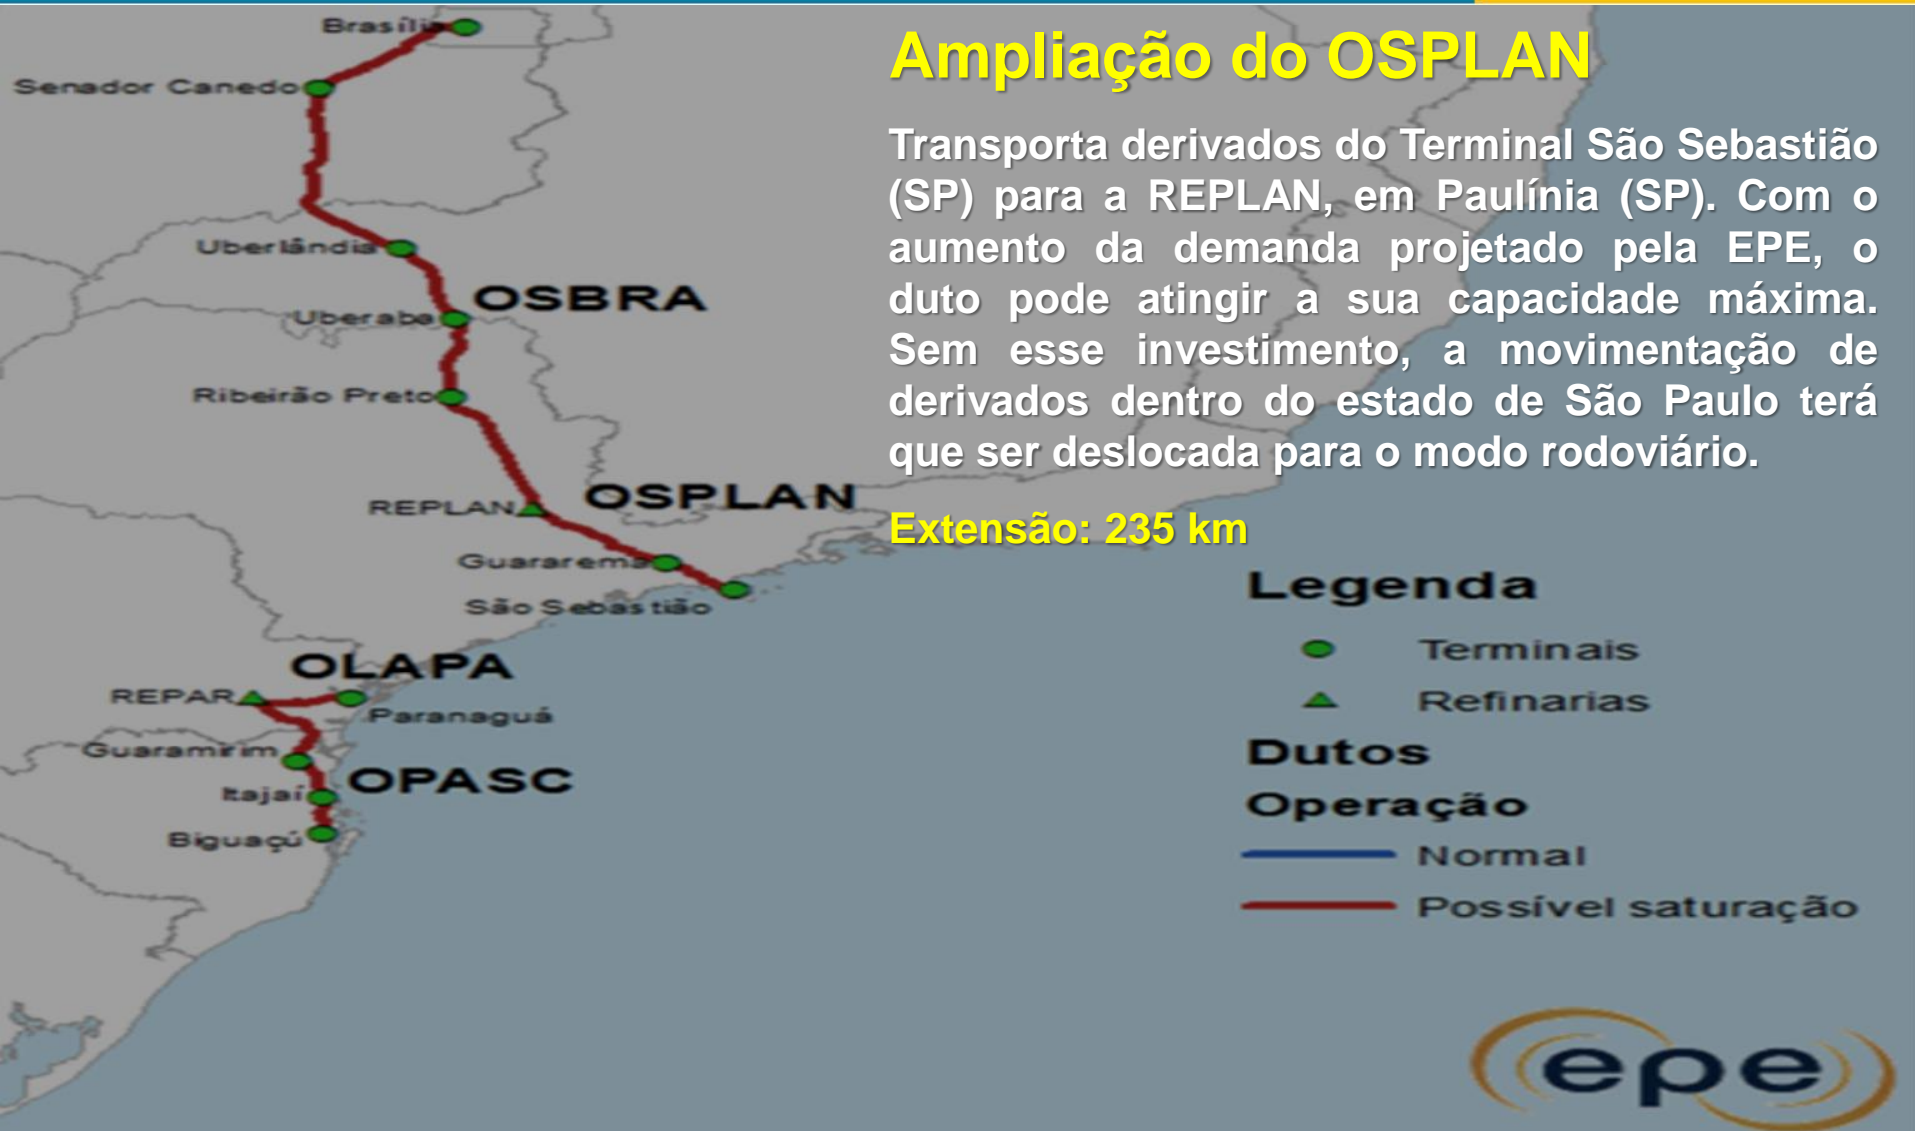 Ampliação do OSPLAN
Transporta derivados do Terminal São Sebastião
(SP) para a REPLAN, em Paulínia (SP). Com o
aumento da demanda projetado pela EPE, o
duto pode atingir a sua capacidade máxima.
Sem esse investimento, a movimentação de
derivados dentro do estado de São Paulo terá
que ser deslocada para o modo rodoviário.
Extensão: 235 km
Brasília
Senador Canedo
Uberlândia
OSBRA
Uberaba
Ribeirão Preto
OSPLAN
REPLAN
Guararema
São Sebastião
OLAPA
REPAR
Paranaguá
Guaramirim
OPASC
Itajaí
Biguaçú
Legenda
Terminais
Refinarias
Dutos
Operação
Normal
Possível saturação
epe